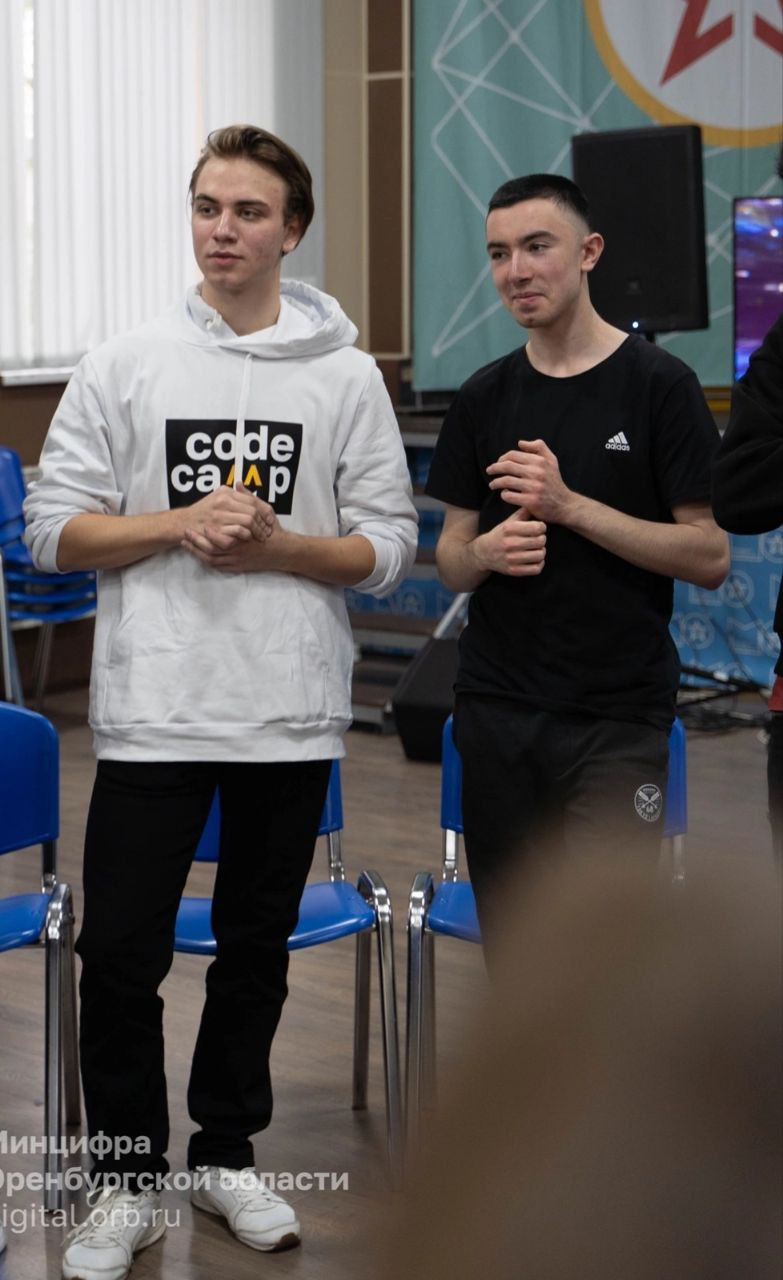 code
camp
adidas
Минцифра
Оренбургской области
digital.orb.ru